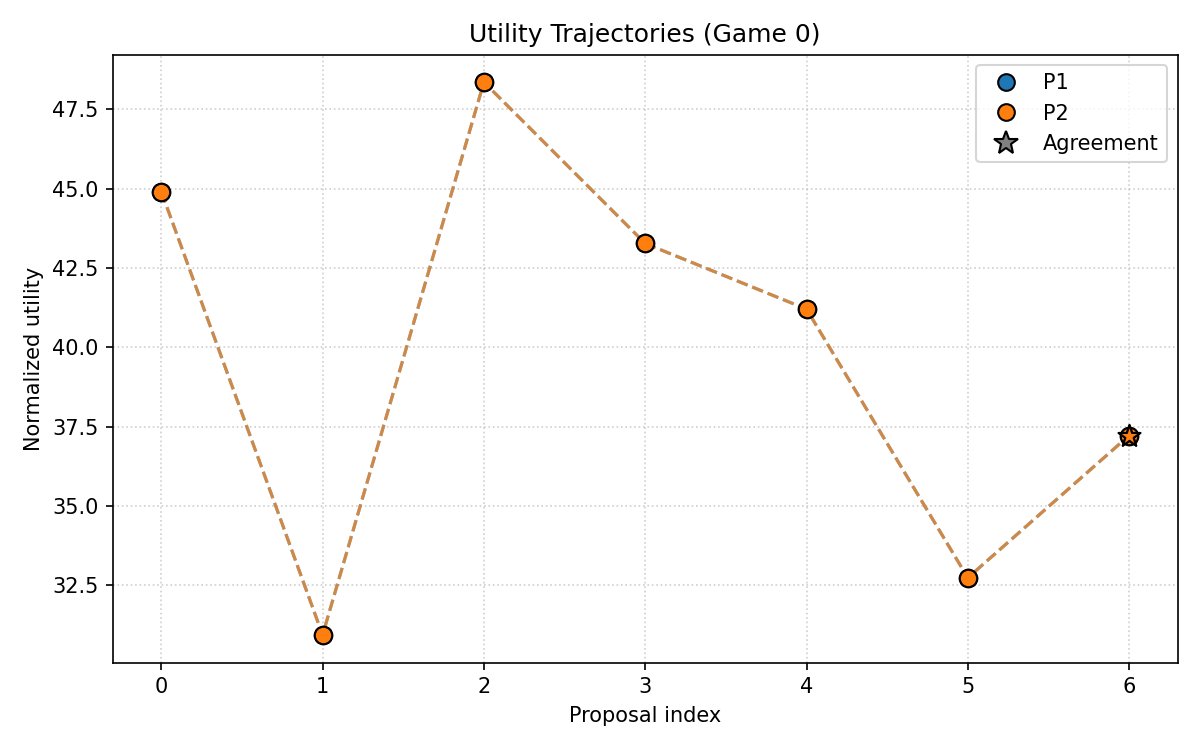 Utility Trajectories (Game 0)
P1
P2
Agreement
Normalized utility
47.5
45.0
42.5
40.0
37.5
35.0
32.5
0 1 2 3 4 5 6
Proposal index